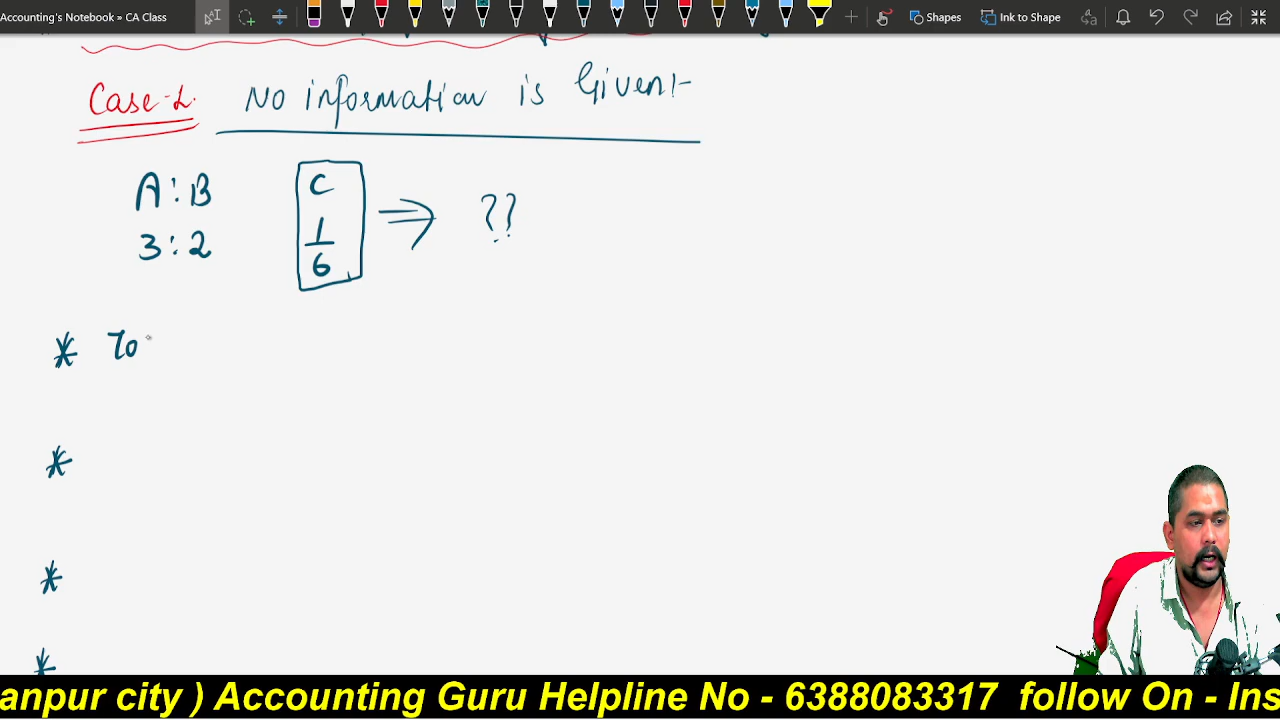 Accounting's Notebook » CA Class
Shapes
Ink to Shape
Case-1.
No information is Given:-
A:B
3:2
C
1
6
??
* To
*
*
*
anpur city ) Accounting Guru Helpline No - 6388083317 follow On - Ins